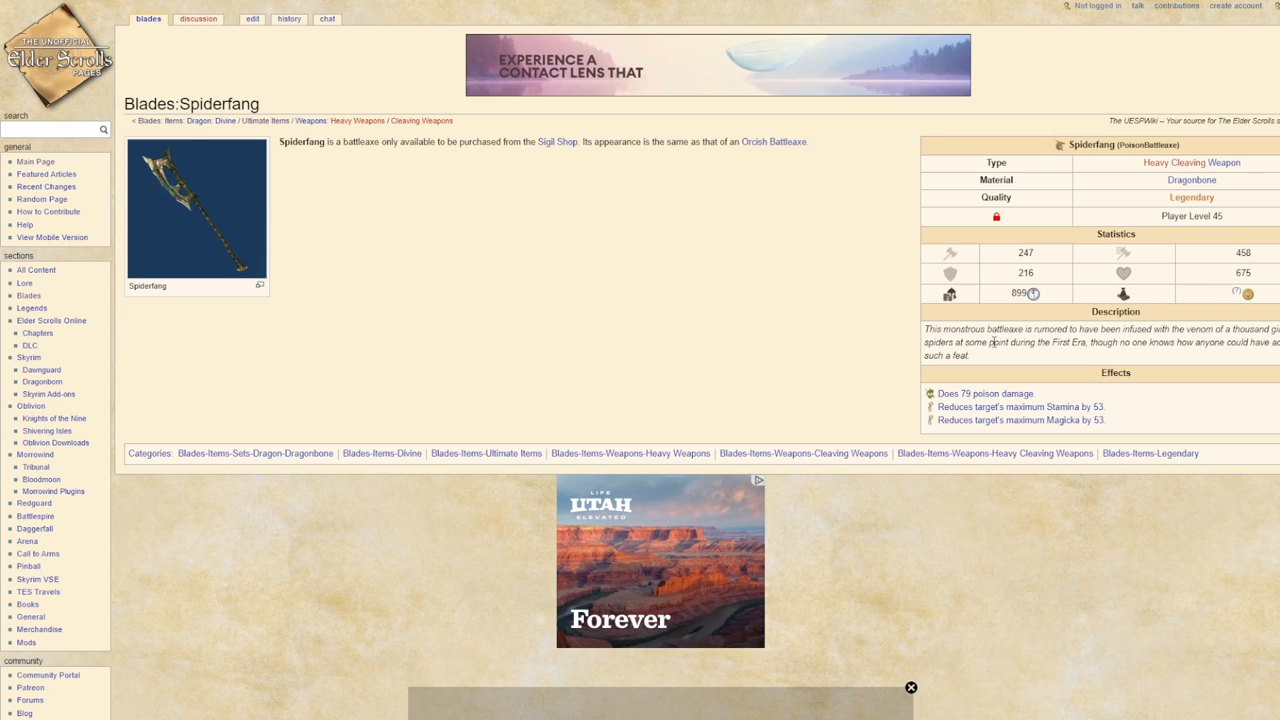 Not logged in talk contributions create account
blades discussion edit history chat
THE UNOFFICIAL
Elder Scrolls
PAGES
EXPERIENCE A
CONTACT LENS THAT
Blades:Spiderfang
< Blades: Items: Dragon: Divine / Ultimate Items / Weapons: Heavy Weapons / Cleaving Weapons
The UESPWiki – Your source for The Elder Scrolls
Spiderfang is a battleaxe only available to be purchased from the Sigil Shop. Its appearance is the same as that of an Orcish Battleaxe.
Spiderfang
Spiderfang (PoisonBattleaxe)
Type Heavy Cleaving Weapon
Material Dragonbone
Quality Legendary
Player Level 45
Statistics
247 458
216 675
899 (?)
Description
This monstrous battleaxe is rumored to have been infused with the venom of a thousand
spiders at some point during the First Era, though no one knows how anyone could have
such a feat.
Effects
Does 79 poison damage.
Reduces target's maximum Stamina by 53.
Reduces target's maximum Magicka by 53.
Categories: Blades-Items-Sets-Dragon-Dragonbone | Blades-Items-Divine | Blades-Items-Ultimate Items | Blades-Items-Weapons-Heavy Weapons | Blades-Items-Weapons-Cleaving Weapons | Blades-Items-Weapons-Heavy Cleaving Weapons | Blades-Items-Legendary
search
general
Main Page
Featured Articles
Recent Changes
Random Page
How to Contribute
Help
View Mobile Version
sections
All Content
Lore
Blades
Legends
Elder Scrolls Online
Chapters
DLC
Skyrim
Dawnguard
Dragonborn
Skyrim Add-ons
Oblivion
Knights of the Nine
Shivering Isles
Oblivion Downloads
Morrowind
Tribunal
Bloodmoon
Morrowind Plugins
Redguard
Battlespire
Daggerfall
Arena
Call to Arms
Pinball
Skyrim VSE
TES Travels
Books
General
Merchandise
Mods
community
Community Portal
Patreon
Forums
Blog
LIFE
UTAH
ELEVATED
Forever